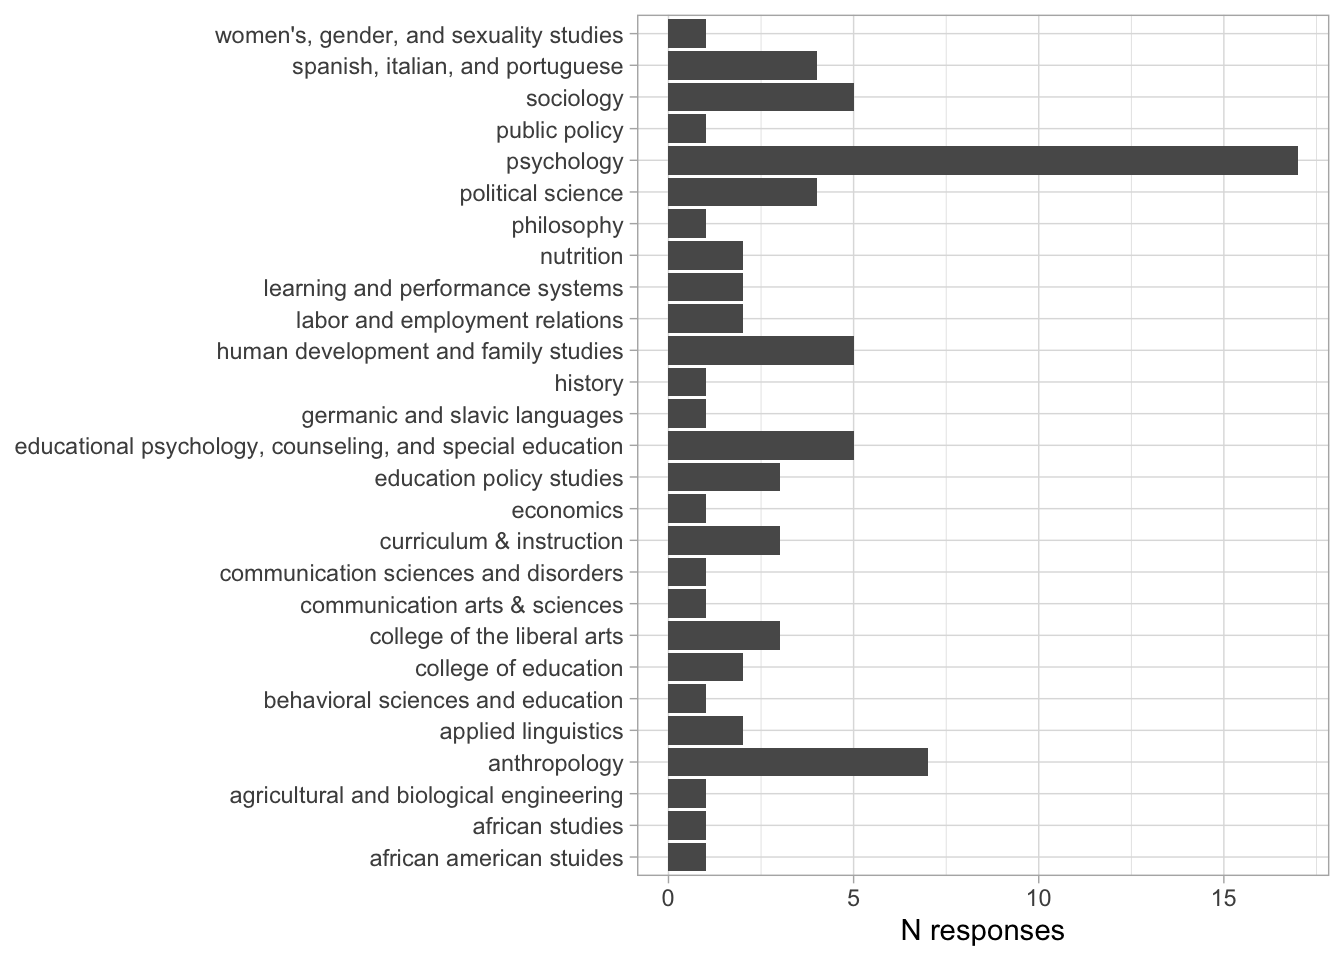 women's, gender, and sexuality studies
spanish, italian, and portuguese
sociology
public policy
psychology
political science
philosophy
nutrition
learning and performance systems
labor and employment relations
human development and family studies
history
germanic and slavic languages
educational psychology, counseling, and special education
education policy studies
economics
curriculum & instruction
communication sciences and disorders
communication arts & sciences
college of the liberal arts
college of education
behavioral sciences and education
applied linguistics
anthropology
agricultural and biological engineering
african studies
african american stuides
0 5 10 15
N responses